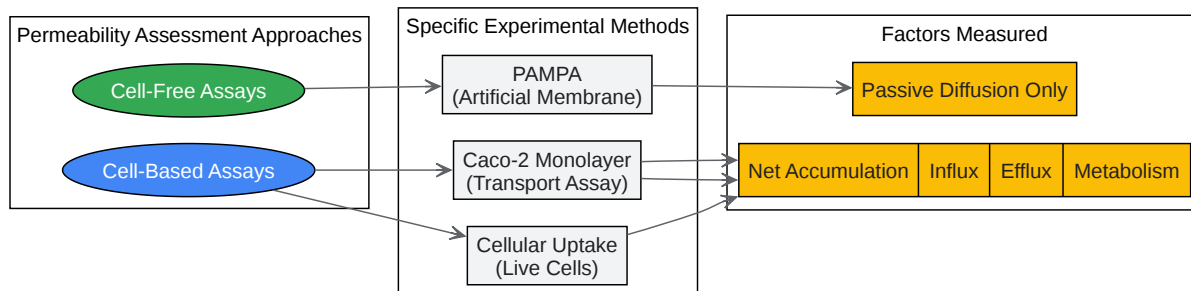 Permeability Assessment Approaches
Cell-Free Assays
Cell-Based Assays
Specific Experimental Methods
PAMPA
(Artificial Membrane)
Caco-2 Monolayer
(Transport Assay)
Cellular Uptake
(Live Cells)
Factors Measured
Passive Diffusion Only
Net Accumulation
Influx
Efflux
Metabolism